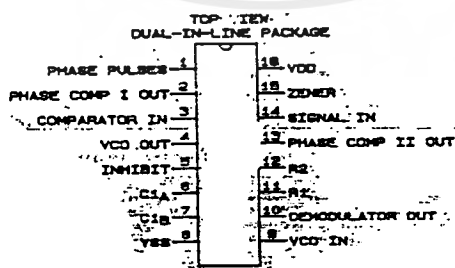 TOP VIEW
DUAL-IN-LINE PACKAGE
PHASE PULSES 1 16 VDD
PHASE COMP I OUT 2 15 ZENER
COMPARATOR IN 3 14 SIGNAL IN
VCO OUT 4 13 PHASE COMP II OUT
INHIBIT 5 12 R2
C1A 6 11 R1
C1B 7 10 DEMODULATOR OUT
VSS 8 9 VCO IN